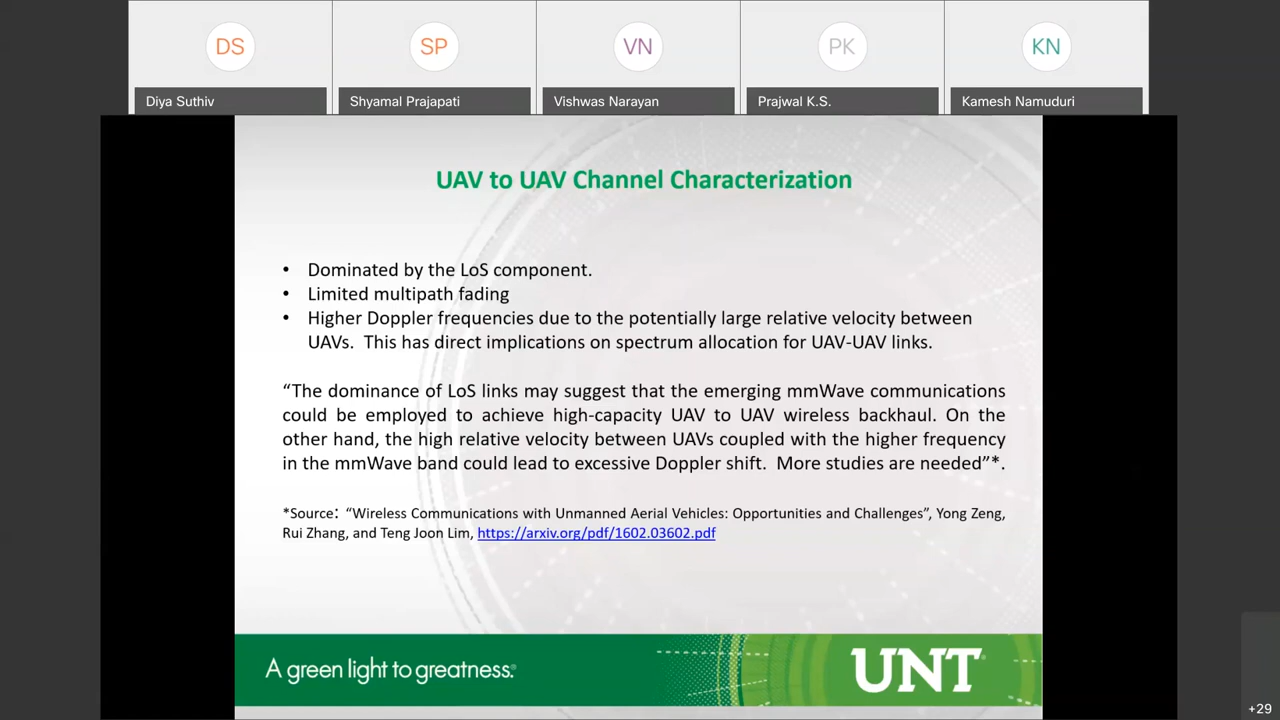 DS
SP
VN
PK
KN
Diya Suthiv
Shyamal Prajapati
Vishwas Narayan
Prajwal K.S.
Kamesh Namuduri
UAV to UAV Channel Characterization
• Dominated by the LoS component.
• Limited multipath fading
• Higher Doppler frequencies due to the potentially large relative velocity between
UAVs. This has direct implications on spectrum allocation for UAV-UAV links.
“The dominance of LoS links may suggest that the emerging mmWave communications
could be employed to achieve high-capacity UAV to UAV wireless backhaul. On the
other hand, the high relative velocity between UAVs coupled with the higher frequency
in the mmWave band could lead to excessive Doppler shift. More studies are needed”*.
*Source: “Wireless Communications with Unmanned Aerial Vehicles: Opportunities and Challenges”, Yong Zeng,
Rui Zhang, and Teng Joon Lim, https://arxiv.org/pdf/1602.03602.pdf
A green light to greatness.®
UNT®
+29